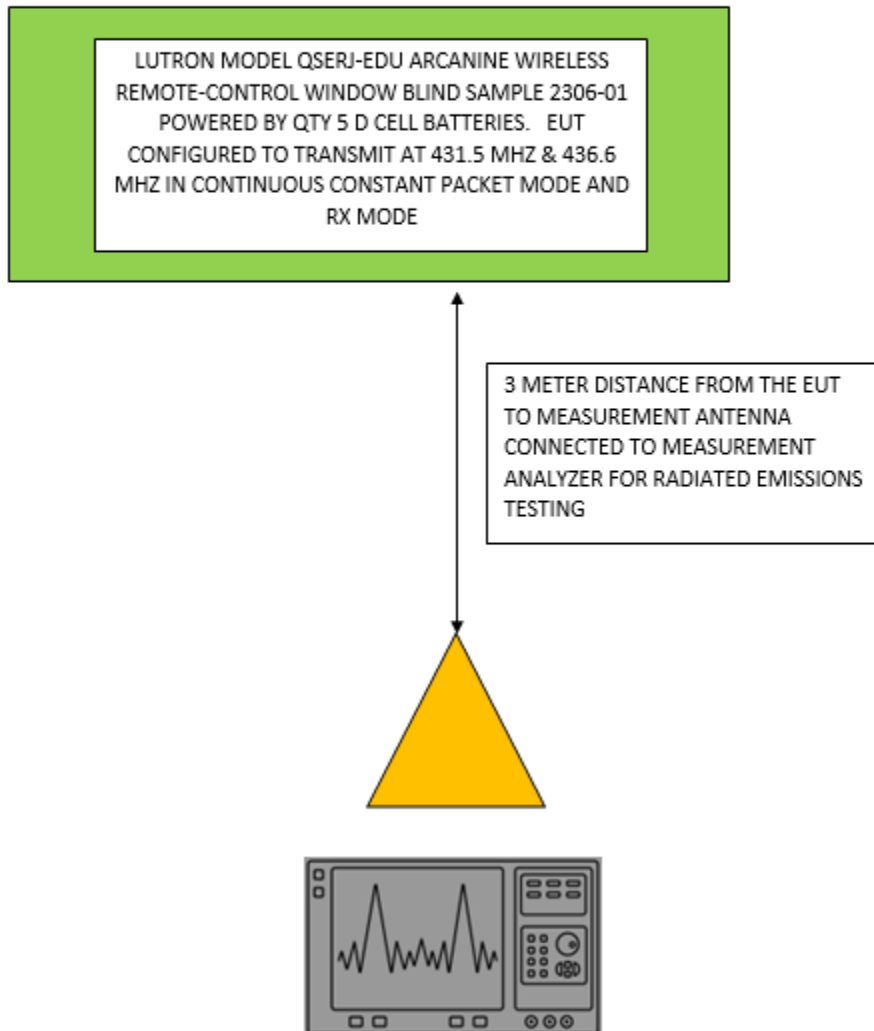 LUTRON MODEL QSERJ-EDU ARCANINE WIRELESS
REMOTE-CONTROL WINDOW BLIND SAMPLE 2306-01
POWERED BY QTY 5 D CELL BATTERIES. EUT
CONFIGURED TO TRANSMIT AT 431.5 MHZ & 436.6
MHZ IN CONTINUOUS CONSTANT PACKET MODE AND
RX MODE
3 METER DISTANCE FROM THE EUT
TO MEASUREMENT ANTENNA
CONNECTED TO MEASUREMENT
ANALYZER FOR RADIATED EMISSIONS
TESTING